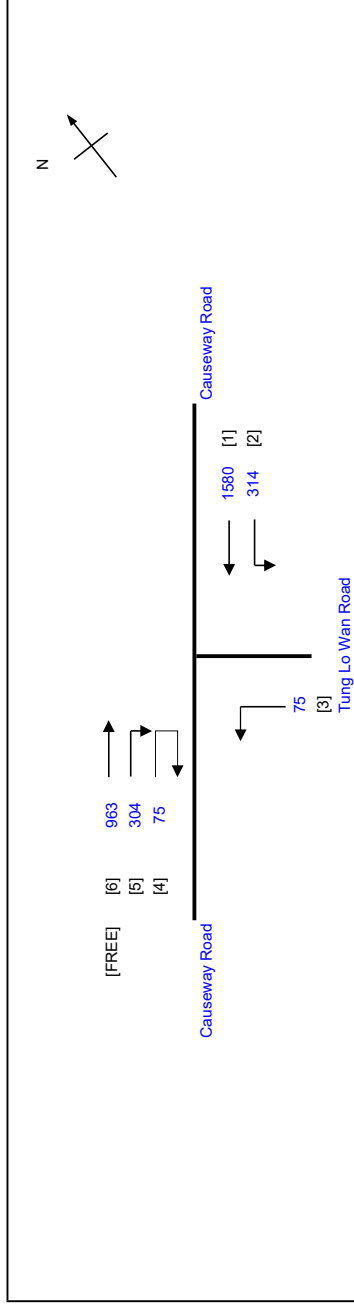 N
[FREE] [6] 963
[5] 304
[4] 75
Causeway Road
Causeway Road
1580 [1]
314 [2]
75
[3]
Tung Lo Wan Road